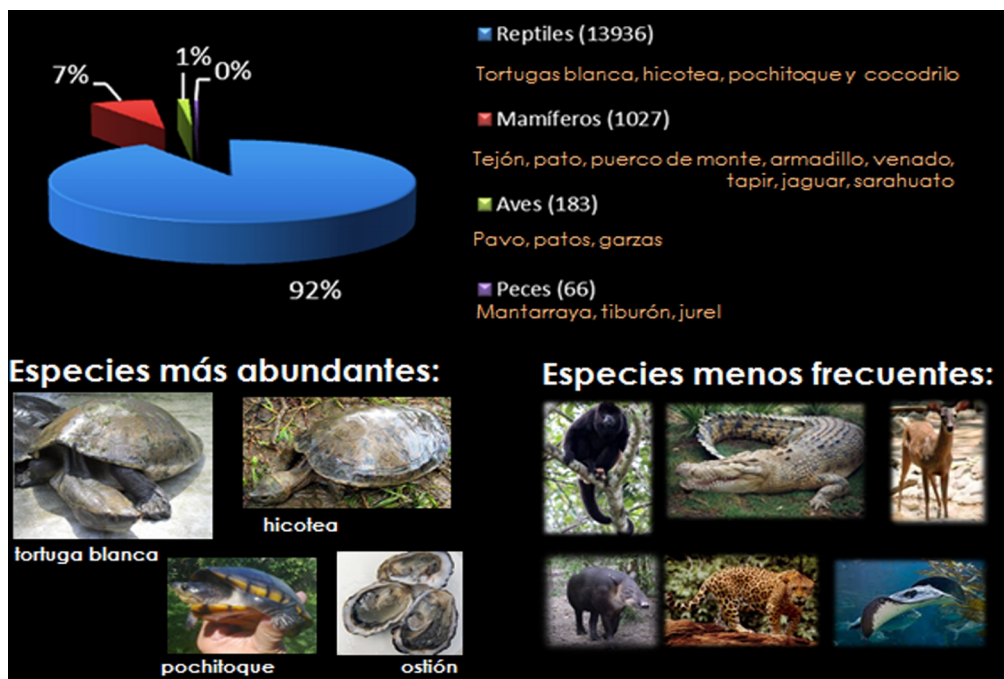 7%
1%
0%
92%
Reptiles (13936)
Tortugas blanca, hicotea, pochitoque y cocodrilo
Mamíferos (1027)
Tejón, pato, puerco de monte, armadillo, venado,
tapir, jaguar, sarahuato
Aves (183)
Pavo, patos, garzas
Peces (66)
Mantarraya, tiburón, jurel
Especies más abundantes:
tortuga blanca
hicotea
pochitoque
ostión
Especies menos frecuentes: